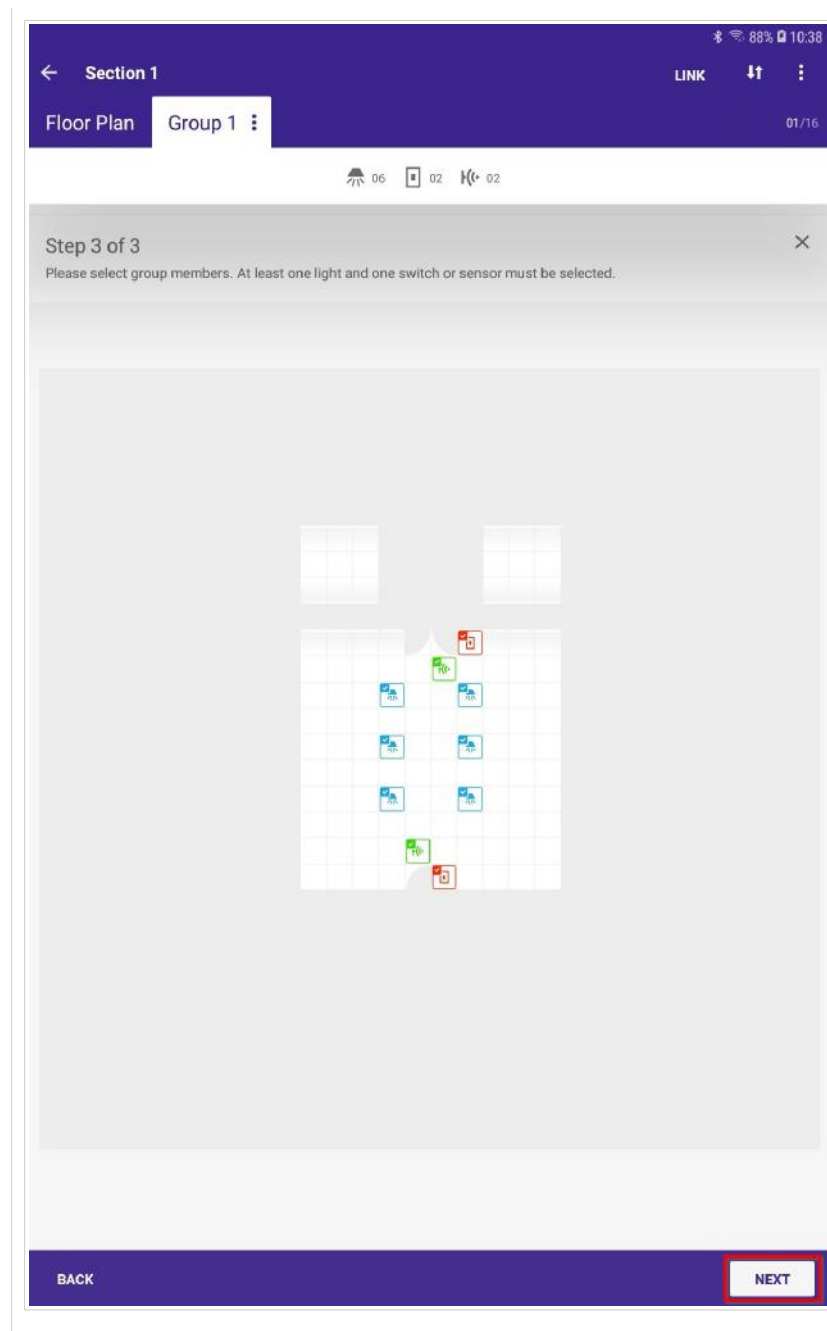 88% 10:38
Section 1
LINK
Floor Plan Group 1 01/16
06 02 02
Step 3 of 3
Please select group members. At least one light and one switch or sensor must be selected.
BACK NEXT